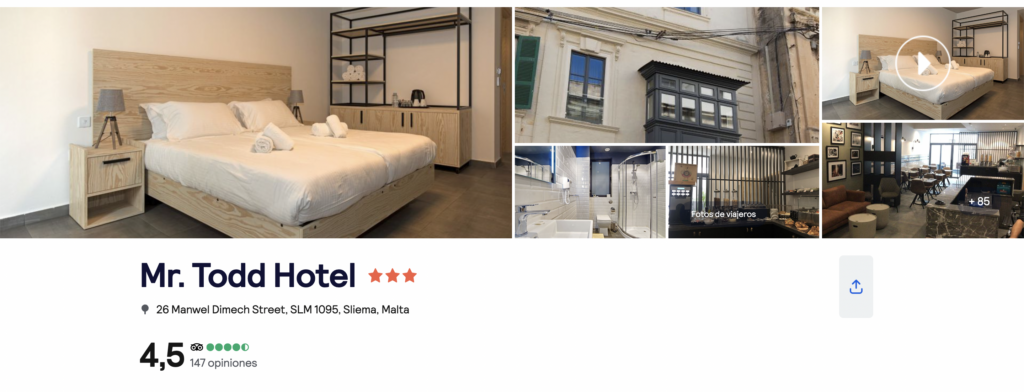 Fotos de viajeros
+ 85
Mr. Todd Hotel
26 Manwel Dimech Street, SLM 1095, Sliema, Malta
4,5
147 opiniones